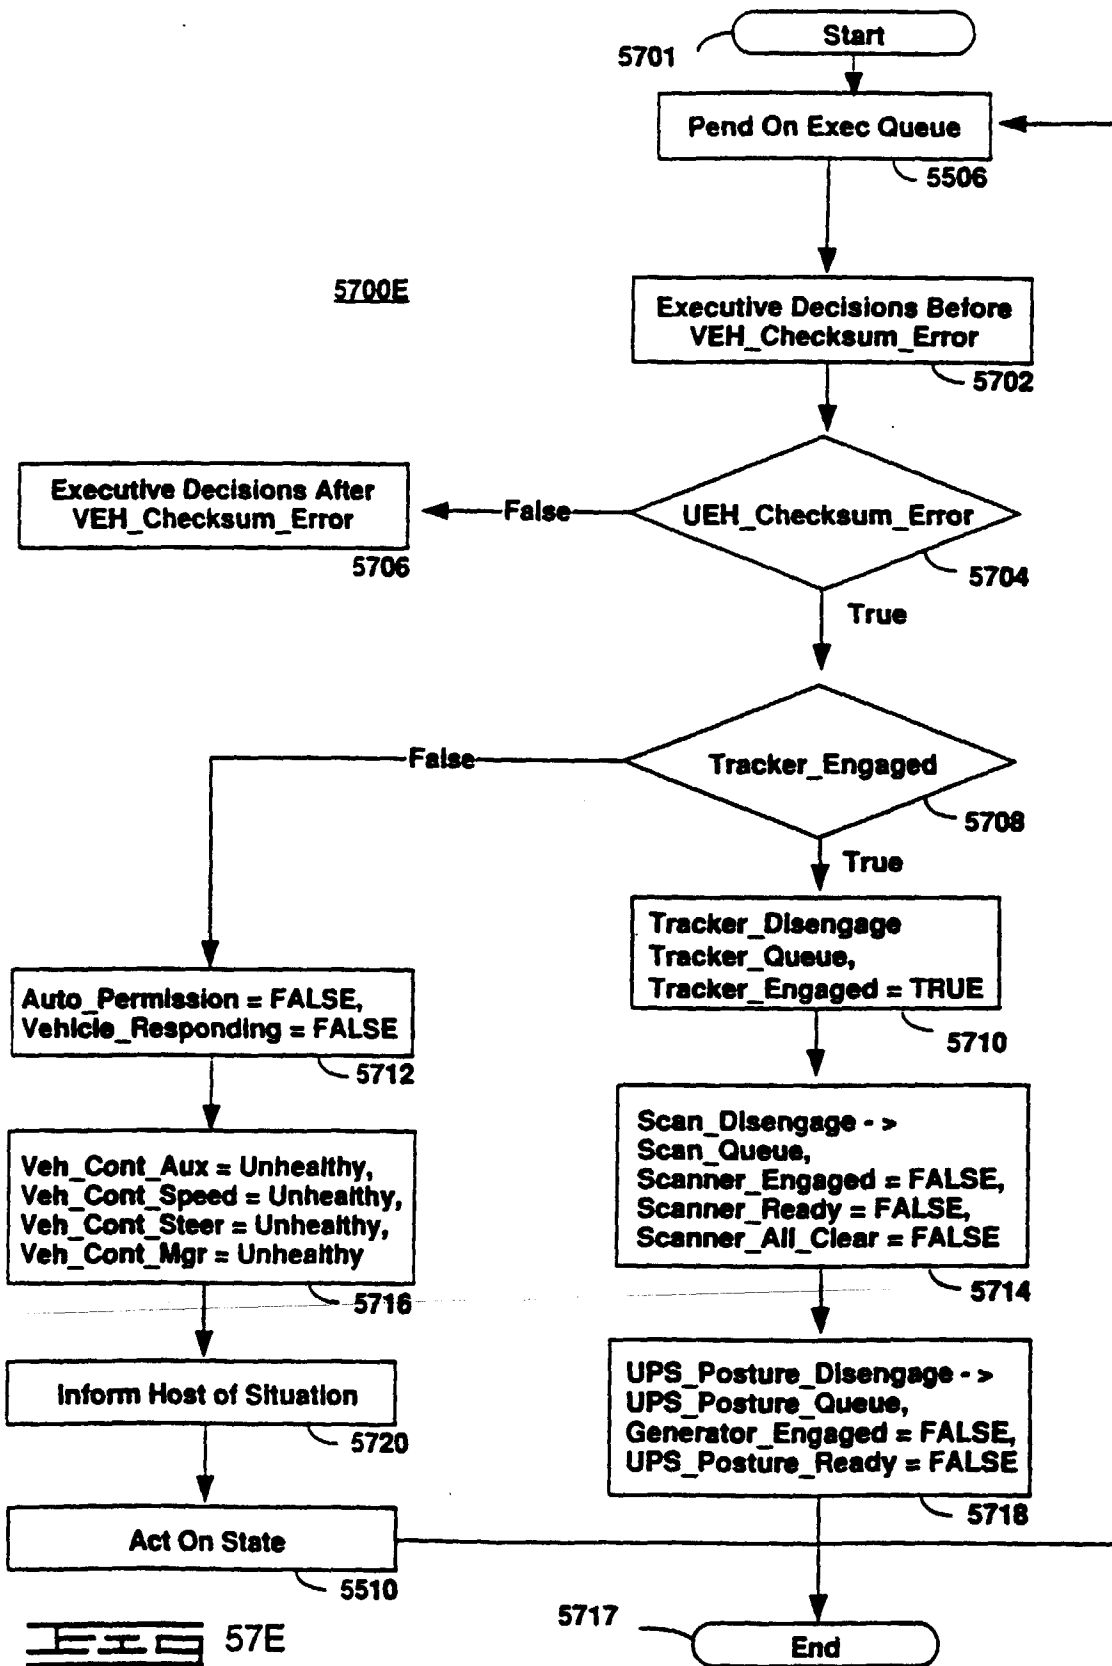 Start
5701
Pend On Exec Queue
5506
5700E
Executive Decisions Before
VEH_Checksum_Error
5702
Executive Decisions After
VEH_Checksum_Error
5706
False
UEH_Checksum_Error
5704
True
False
Tracker_Engaged
5708
True
Tracker_Disengage
Tracker_Queue,
Tracker_Engaged = TRUE
5710
Auto_Permission = FALSE,
Vehicle_Responding = FALSE
5712
Scan_Disengage - >
Scan_Queue,
Scanner_Engaged = FALSE,
Scanner_Ready = FALSE,
Scanner_All_Clear = FALSE
5714
Veh_Cont_Aux = Unhealthy,
Veh_Cont_Speed = Unhealthy,
Veh_Cont_Steer = Unhealthy,
Veh_Cont_Mgr = Unhealthy
5716
UPS_Posture_Disengage - >
UPS_Posture_Queue,
Generator_Engaged = FALSE,
UPS_Posture_Ready = FALSE
5718
Inform Host of Situation
5720
Act On State
5510
5717
End
57E